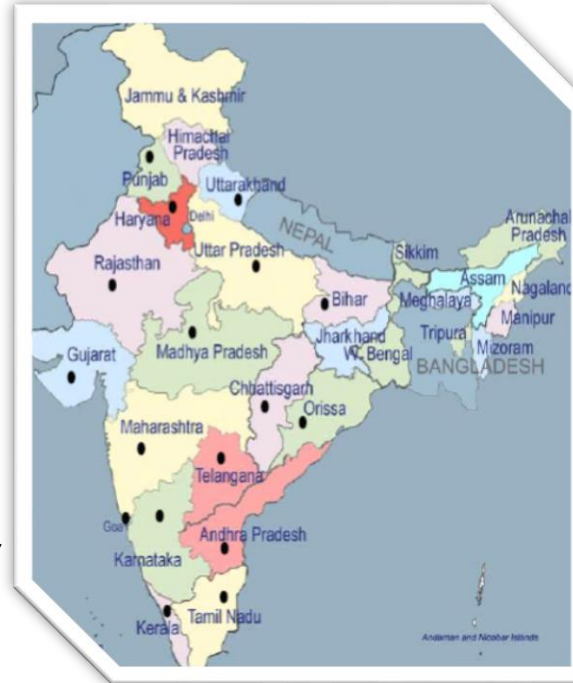 Jammu & Kashmir
Himachal
Pradesh
Punjab
Uttarakhand
Haryana
Delhi
Arunachal
Pradesh
NEPAL
Sikkim
Uttar Pradesh
Rajasthan
Assam
Nagaland
Bihar
Meghalaya
Manipur
Jharkhand
Tripura
Mizoram
Gujarat
Madhya Pradesh
W. Bengal
BANGLADESH
Chhattisgarh
Orissa
Maharashtra
Telangana
Goa
Andhra Pradesh
Karnataka
Tamil Nadu
Kerala
Andaman and Nicobar Islands